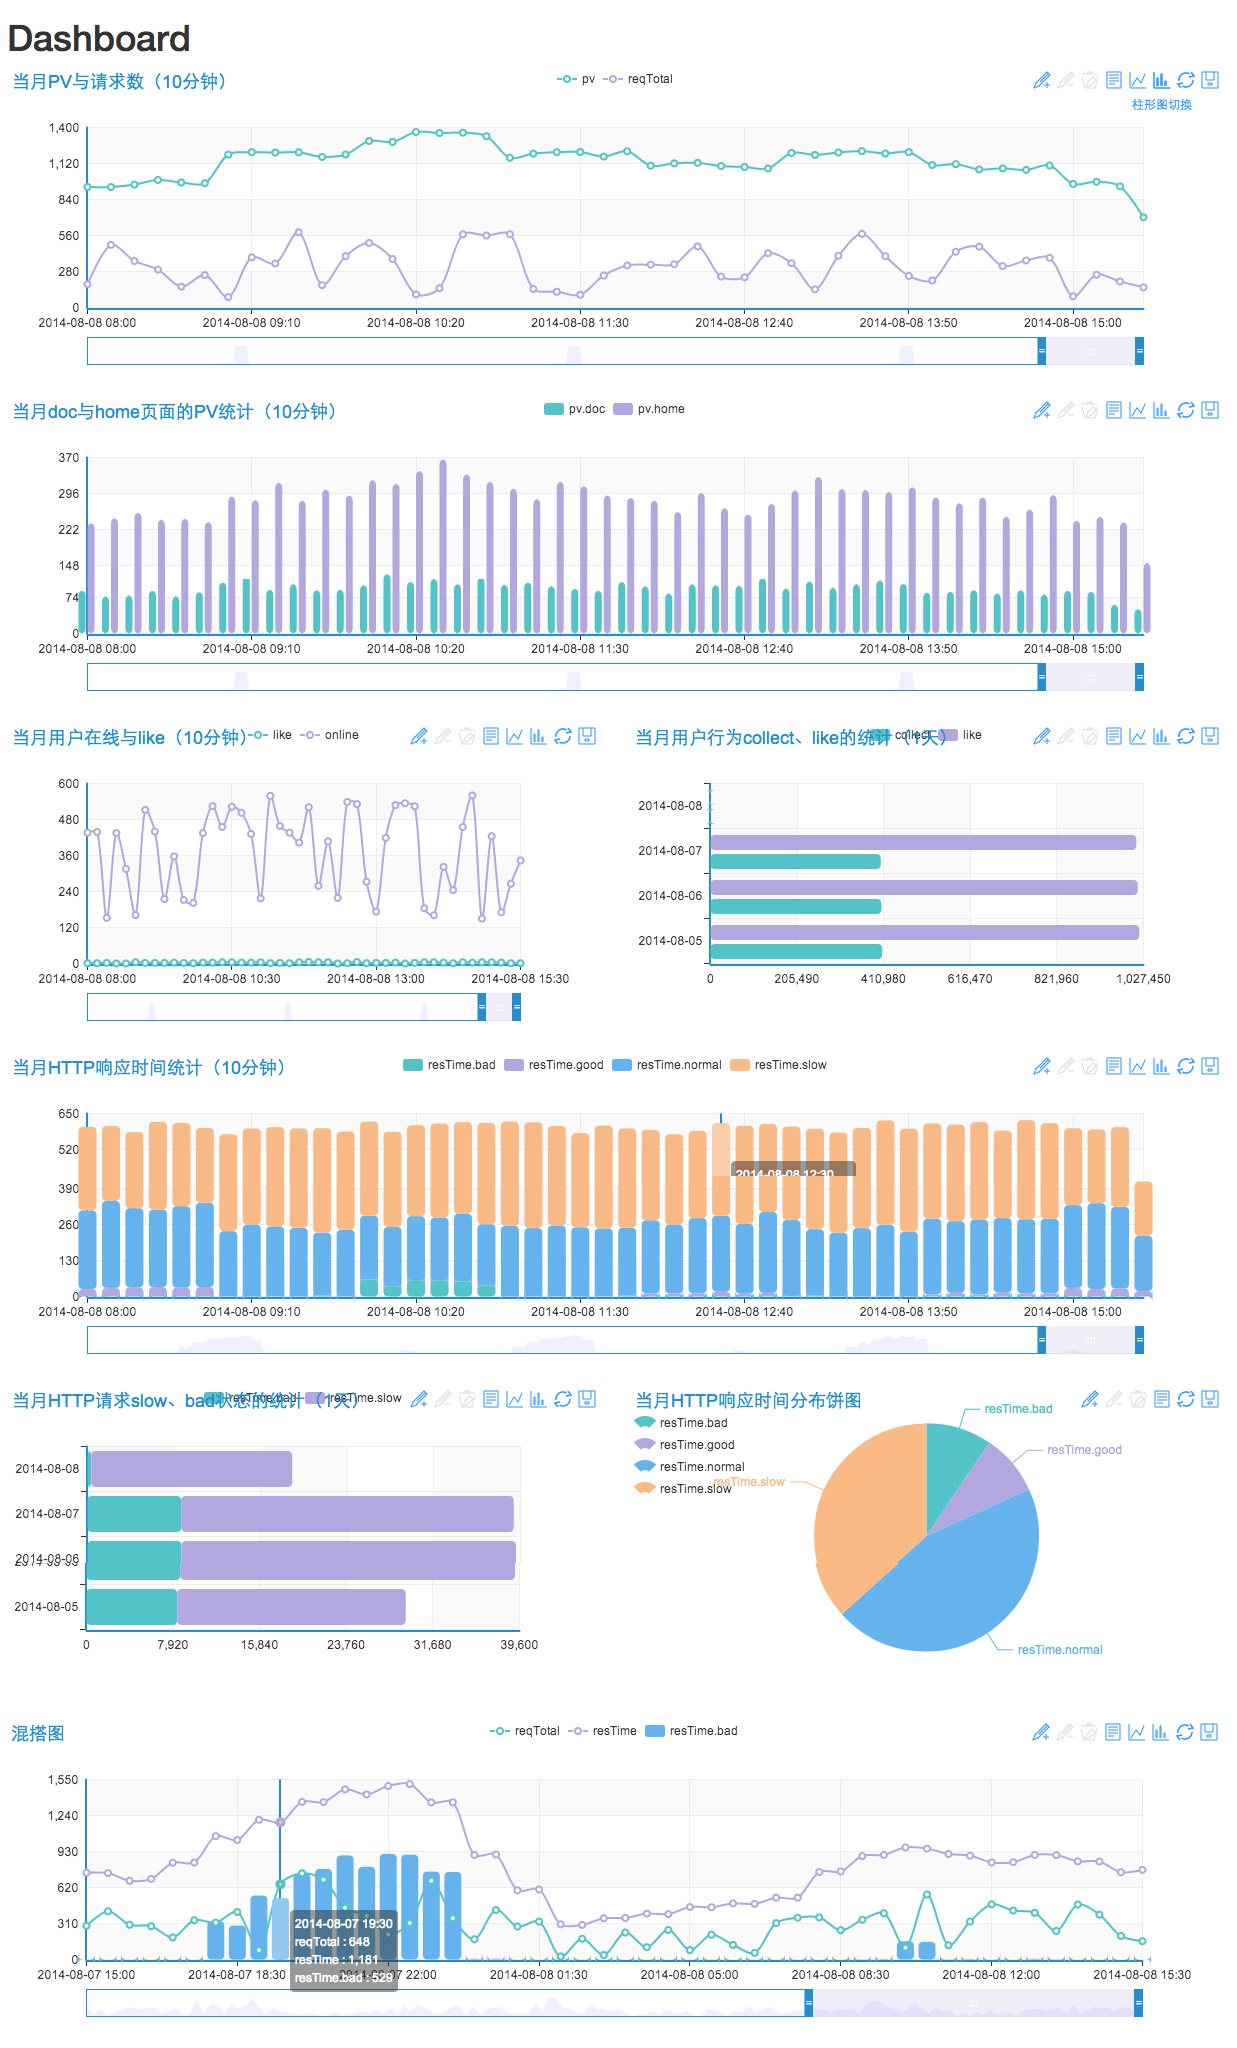 Dashboard
当月PV与请求数（10分钟）
pv reqTotal
柱形图切换
1,400
1,120
840
560
280
0
2014-08-08 08:00 2014-08-08 09:10 2014-08-08 10:20 2014-08-08 11:30 2014-08-08 12:40 2014-08-08 13:50 2014-08-08 15:00
当月doc与home页面的PV统计（10分钟）
pv.doc pv.home
370
296
222
148
74
0
2014-08-08 08:00 2014-08-08 09:10 2014-08-08 10:20 2014-08-08 11:30 2014-08-08 12:40 2014-08-08 13:50 2014-08-08 15:00
当月用户在线与like（10分钟）
like online
600
480
360
240
120
0
2014-08-08 08:00 2014-08-08 10:30 2014-08-08 13:00 2014-08-08 15:30
当月用户行为collect、like的统计（1天）
collect like
2014-08-08
2014-08-07
2014-08-06
2014-08-05
0 205,490 410,980 616,470 821,960 1,027,450
当月HTTP响应时间统计（10分钟）
resTime.bad resTime.good resTime.normal resTime.slow
650
520
390
260
130
0
2014-08-08 12:30
2014-08-08 08:00 2014-08-08 09:10 2014-08-08 10:20 2014-08-08 11:30 2014-08-08 12:40 2014-08-08 13:50 2014-08-08 15:00
当月HTTP请求slow、bad状态的统计（1天）
resTime.bad resTime.slow
2014-08-08
2014-08-07
2014-08-06
2014-08-05
0 7,920 15,840 23,760 31,680 39,600
当月HTTP响应时间分布饼图
resTime.bad
resTime.good
resTime.normal
resTime.slow
resTime.bad
resTime.good
resTime.slow
resTime.normal
混搭图
reqTotal resTime resTime.bad
1,550
1,240
930
620
310
0
2014-08-07 19:30
reqTotal : 648
resTime : 1,181
resTime.bad : 529
2014-08-07 15:00 2014-08-07 18:30 2014-08-07 22:00 2014-08-08 01:30 2014-08-08 05:00 2014-08-08 08:30 2014-08-08 12:00 2014-08-08 15:30